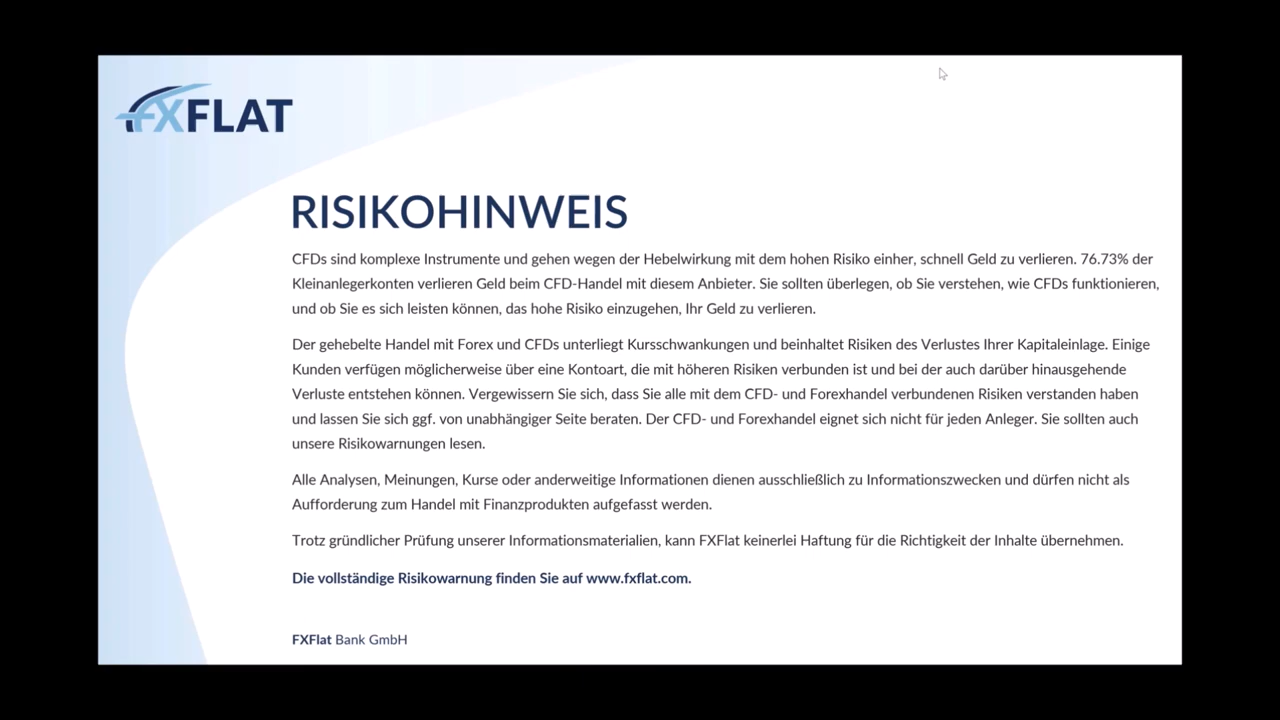 FXFLAT
RISIKOHINWEIS
CFDs sind komplexe Instrumente und gehen wegen der Hebelwirkung mit dem hohen Risiko einher, schnell Geld zu verlieren. 76.73% der
Kleinanlegerkonten verlieren Geld beim CFD-Handel mit diesem Anbieter. Sie sollten überlegen, ob Sie verstehen, wie CFDs funktionieren,
und ob Sie es sich leisten können, das hohe Risiko einzugehen, Ihr Geld zu verlieren.
Der gehebelte Handel mit Forex und CFDs unterliegt Kursschwankungen und beinhaltet Risiken des Verlustes Ihrer Kapitaleinlage. Einige
Kunden verfügen möglicherweise über eine Kontoart, die mit höheren Risiken verbunden ist und bei der auch darüber hinausgehende
Verluste entstehen können. Vergewissern Sie sich, dass Sie alle mit dem CFD- und Forexhandel verbundenen Risiken verstanden haben
und lassen Sie sich ggf. von unabhängiger Seite beraten. Der CFD- und Forexhandel eignet sich nicht für jeden Anleger. Sie sollten auch
unsere Risikowarnungen lesen.
Alle Analysen, Meinungen, Kurse oder anderweitige Informationen dienen ausschließlich zu Informationszwecken und dürfen nicht als
Aufforderung zum Handel mit Finanzprodukten aufgefasst werden.
Trotz gründlicher Prüfung unserer Informationsmaterialien, kann FXFlat keinerlei Haftung für die Richtigkeit der Inhalte übernehmen.
Die vollständige Risikowarnung finden Sie auf www.fxflat.com.
FXFlat Bank GmbH